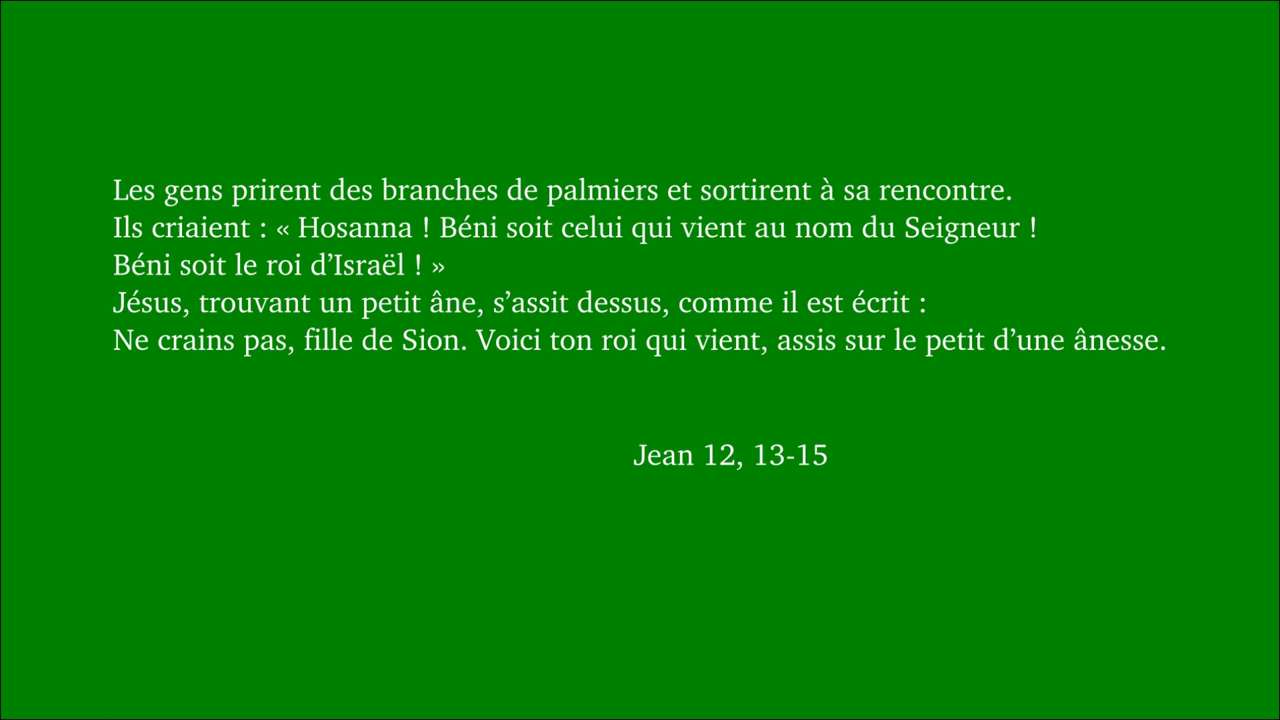 Les gens prirent des branches de palmiers et sortirent à sa rencontre.
Ils criaient : « Hosanna ! Béni soit celui qui vient au nom du Seigneur !
Béni soit le roi d’Israël ! »
Jésus, trouvant un petit âne, s’assit dessus, comme il est écrit :
Ne crains pas, fille de Sion. Voici ton roi qui vient, assis sur le petit d’une ânesse.
Jean 12, 13-15